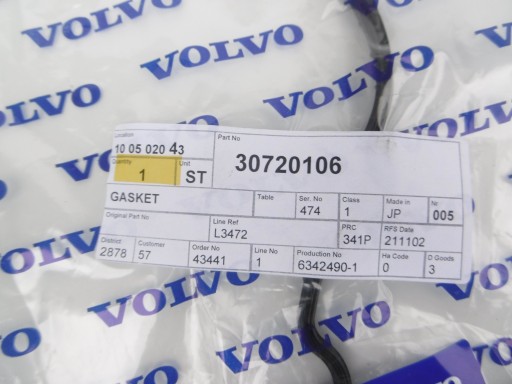 VOLVO
VOLVO
VOLVO
VOLVO
VOLVO
Location
10 05 020 43
Part No
30720106
Quantity
1
Unit
ST
GASKET
Table
Ser. No
474
Class
1
Made in
JP
Nr
005
Original Part No
Line Ref
L3472
PRC
341P
RFS Date
211102
Distrist
2878
Customer
57
Order No
43441
Line No
1
Production No
6342490-1
Ha Code
0
D Goods
3
VOLVO
VOLVO
VOLVO